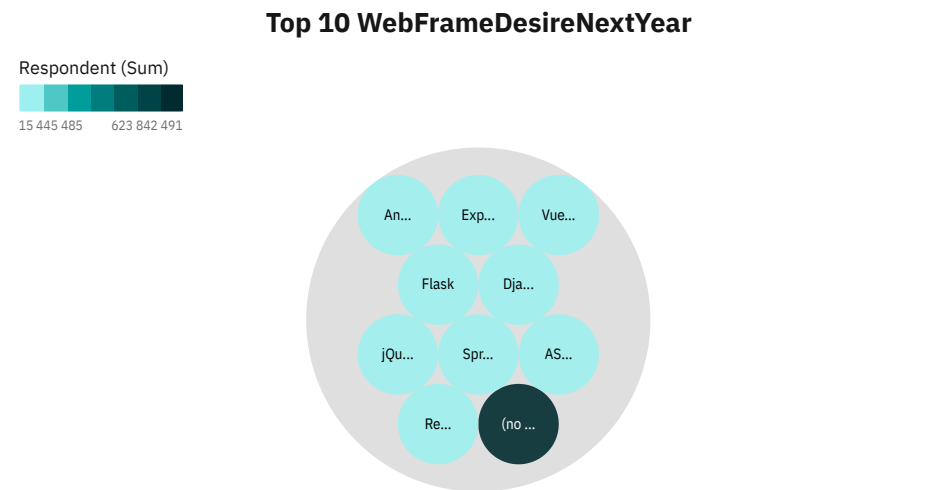 Top 10 WebFrameDesireNextYear
Respondent (Sum)
15 445 485 623 842 491
An... Exp... Vue...
Flask Dja...
jQu... Spr... AS...
Re... (no ...